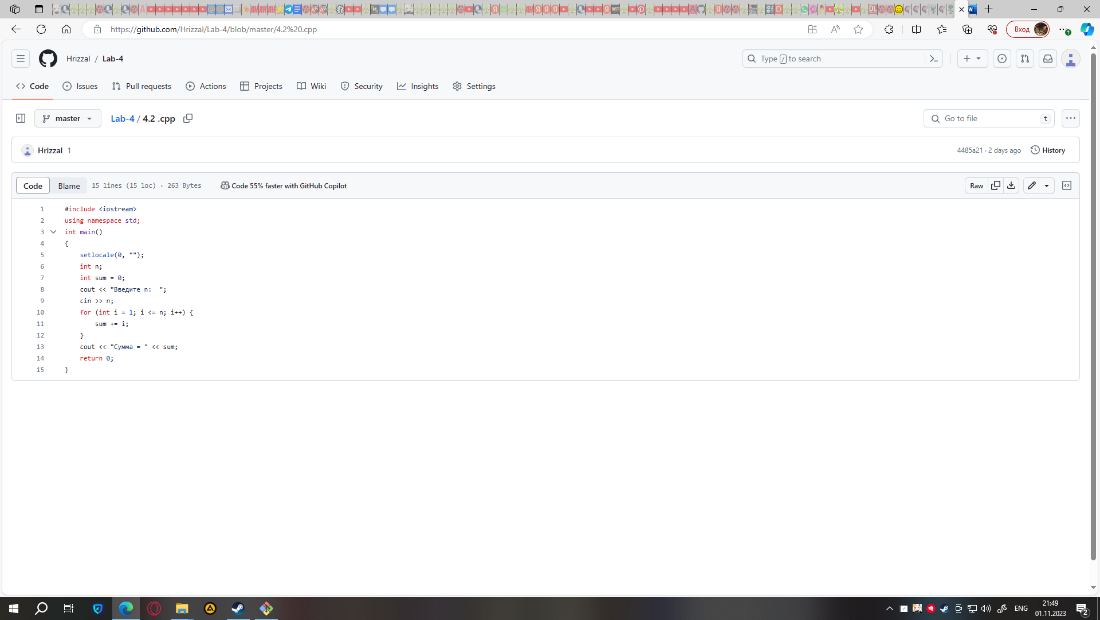 https://github.com/Hrizzal/Lab-4/blob/master/4.2%20.cpp
Вход
Hrizzal / Lab-4
Type / to search
Code
Issues
Pull requests
Actions
Projects
Wiki
Security
Insights
Settings
master
Lab-4 / 4.2 .cpp
Go to file
t
Hrizzal 1
4485a21 · 2 days ago
History
Code
Blame
15 lines (15 loc) · 263 Bytes
Code 55% faster with GitHub Copilot
Raw
1 #include <iostream>
2 using namespace std;
3 int main()
4 {
5 setlocale(0, "");
6 int n;
7 int sum = 0;
8 cout << "Введите n:  ";
9 cin >> n;
10 for (int i = 1; i <= n; i++) {
11 sum += i;
12 }
13 cout << "Сумма = " << sum;
14 return 0;
15 }
ENG
21:49
01.11.2023
2